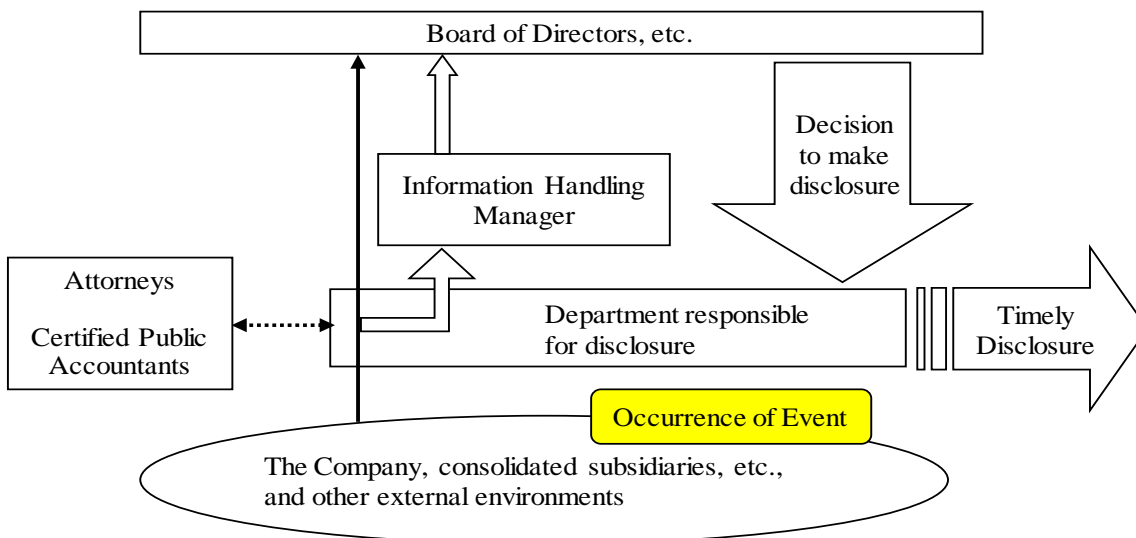 Board of Directors, etc.
Decision
to make
disclosure
Information Handling
Manager
Attorneys
Certified Public
Accountants
Department responsible
for disclosure
Timely
Disclosure
Occurrence of Event
The Company, consolidated subsidiaries, etc.,
and other external environments